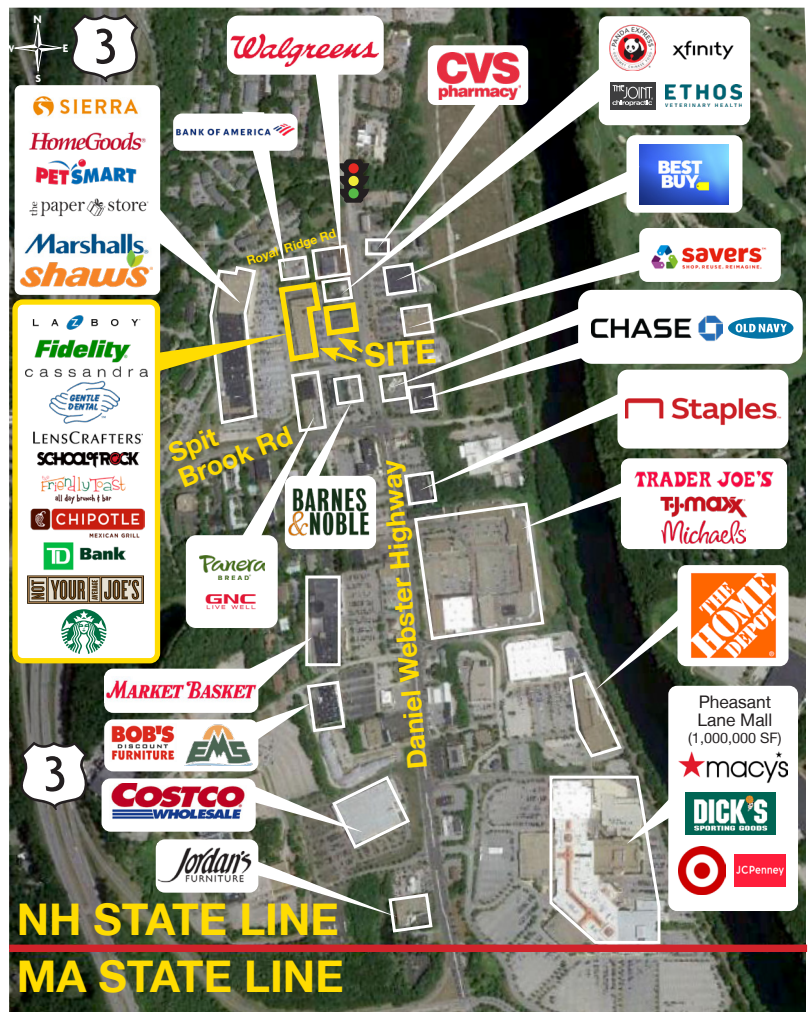 N
W
E
S
3
Walgreens
CVS
pharmacy
PANDA EXPRESS
xfinity
THE JOINT
chiropractic
ETHOS
VETERINARY HEALTH
SIERRA
HomeGoods
PETSMART
the paper store
Marshalls
Shaw's
BANK OF AMERICA
BEST
BUY
savers™
SHOP. REUSE. REIMAGINE.
Royal Ridge Rd
LAZBOY
Fidelity
cassandra
GENTLE
DENTAL
LENSCRAFTERS
SCHOOL of ROCK
the Friendly Toast
all day brunch + bar
CHIPOTLE
MEXICAN GRILL
TD Bank
NOT YOUR AVERAGE JOE'S
SITE
CHASE
OLD NAVY
Staples
Spit
Brook Rd
BARNES
&NOBLE
Daniel Webster Highway
TRADER JOE'S
T·J·maxx
Michaels
Panera
BREAD®
GNC
LIVE WELL
THE
HOME
DEPOT
®
MARKET BASKET
BOB'S
DISCOUNT
FURNITURE
EMS
Pheasant
Lane Mall
(1,000,000 SF)
macy's
DICK'S
SPORTING GOODS
JCPenney
3
COSTCO
WHOLESALE
Jordan's
FURNITURE
NH STATE LINE
MA STATE LINE